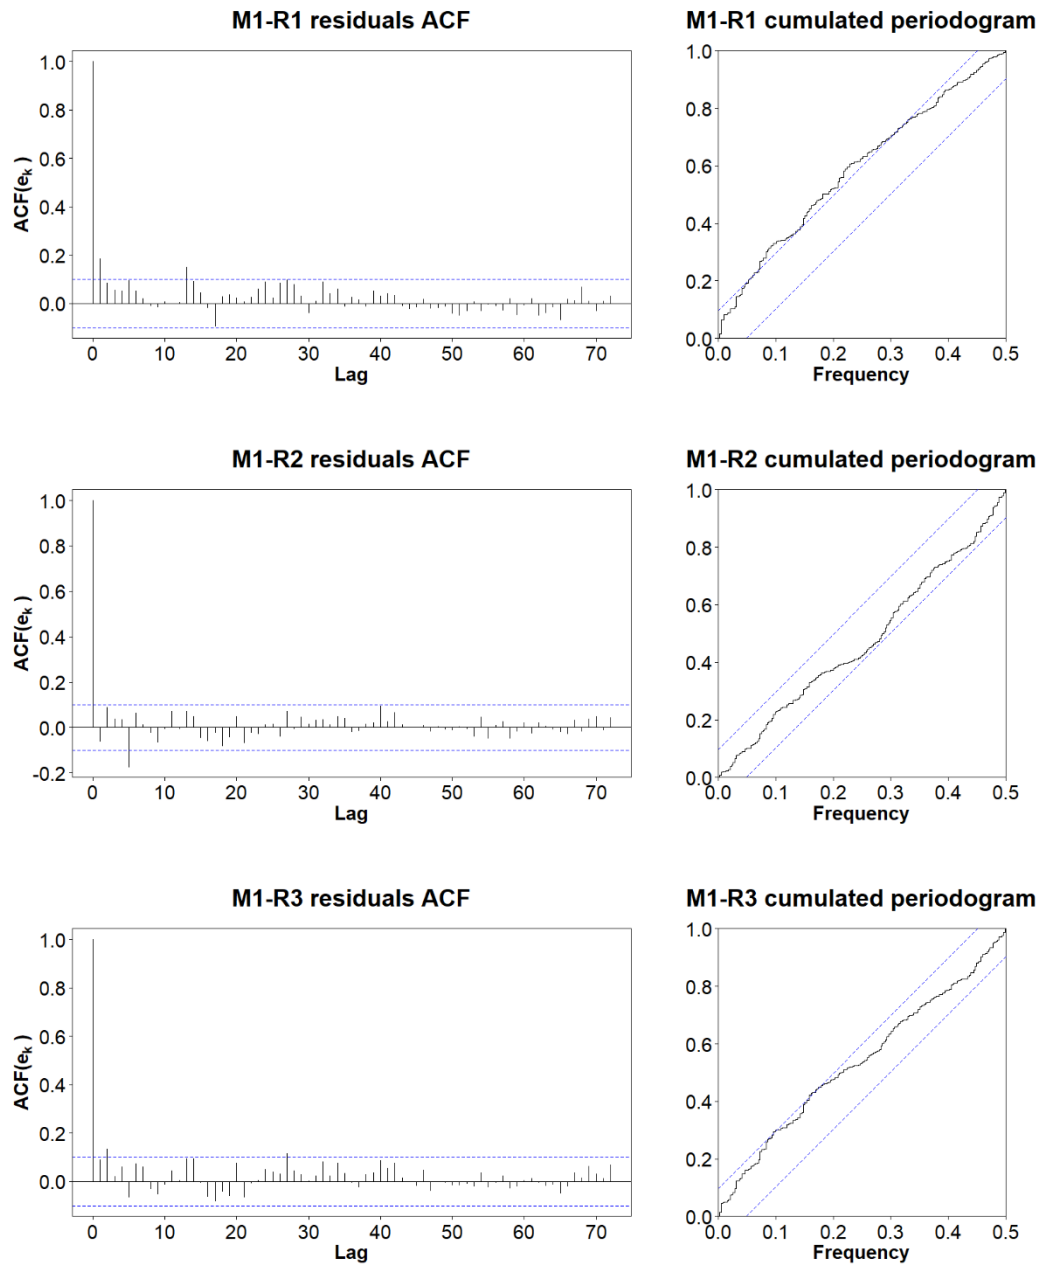 M1-R1 residuals ACF
ACF(e_k )
1.0
0.8
0.6
0.4
0.2
0.0
0 10 20 30 40 50 60 70
Lag
M1-R1 cumulated periodogram
1.0
0.8
0.6
0.4
0.2
0.0
0.0 0.1 0.2 0.3 0.4 0.5
Frequency
M1-R2 residuals ACF
ACF(e_k )
1.0
0.8
0.6
0.4
0.2
0.0
-0.2
0 10 20 30 40 50 60 70
Lag
M1-R2 cumulated periodogram
1.0
0.8
0.6
0.4
0.2
0.0
0.0 0.1 0.2 0.3 0.4 0.5
Frequency
M1-R3 residuals ACF
ACF(e_k )
1.0
0.8
0.6
0.4
0.2
0.0
0 10 20 30 40 50 60 70
Lag
M1-R3 cumulated periodogram
1.0
0.8
0.6
0.4
0.2
0.0
0.0 0.1 0.2 0.3 0.4 0.5
Frequency